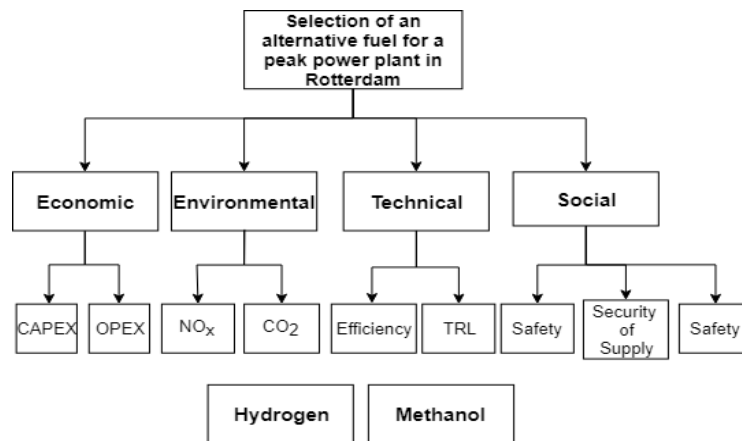 Selection of an
alternative fuel for a
peak power plant in
Rotterdam
Economic
Environmental
Technical
Social
CAPEX
OPEX
NOx
CO2
Efficiency
TRL
Safety
Security
of
Supply
Safety
Hydrogen
Methanol